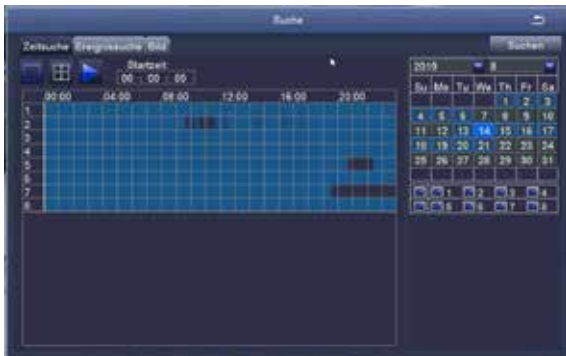 Suche
Zeitsuche Ereignissuche Bild
Suchen
Startzeit
00 : 00 : 00
2019 8
Su Mo Tu We Th Fr Sa
1 2 3
4 5 6 7 8 9 10
11 12 13 14 15 16 17
18 19 20 21 22 23 24
25 26 27 28 29 30 31
00:00 04:00 08:00 12:00 16:00 20:00
1
2
3
4
5
6
7
8
1 2 3 4
5 6 7 8